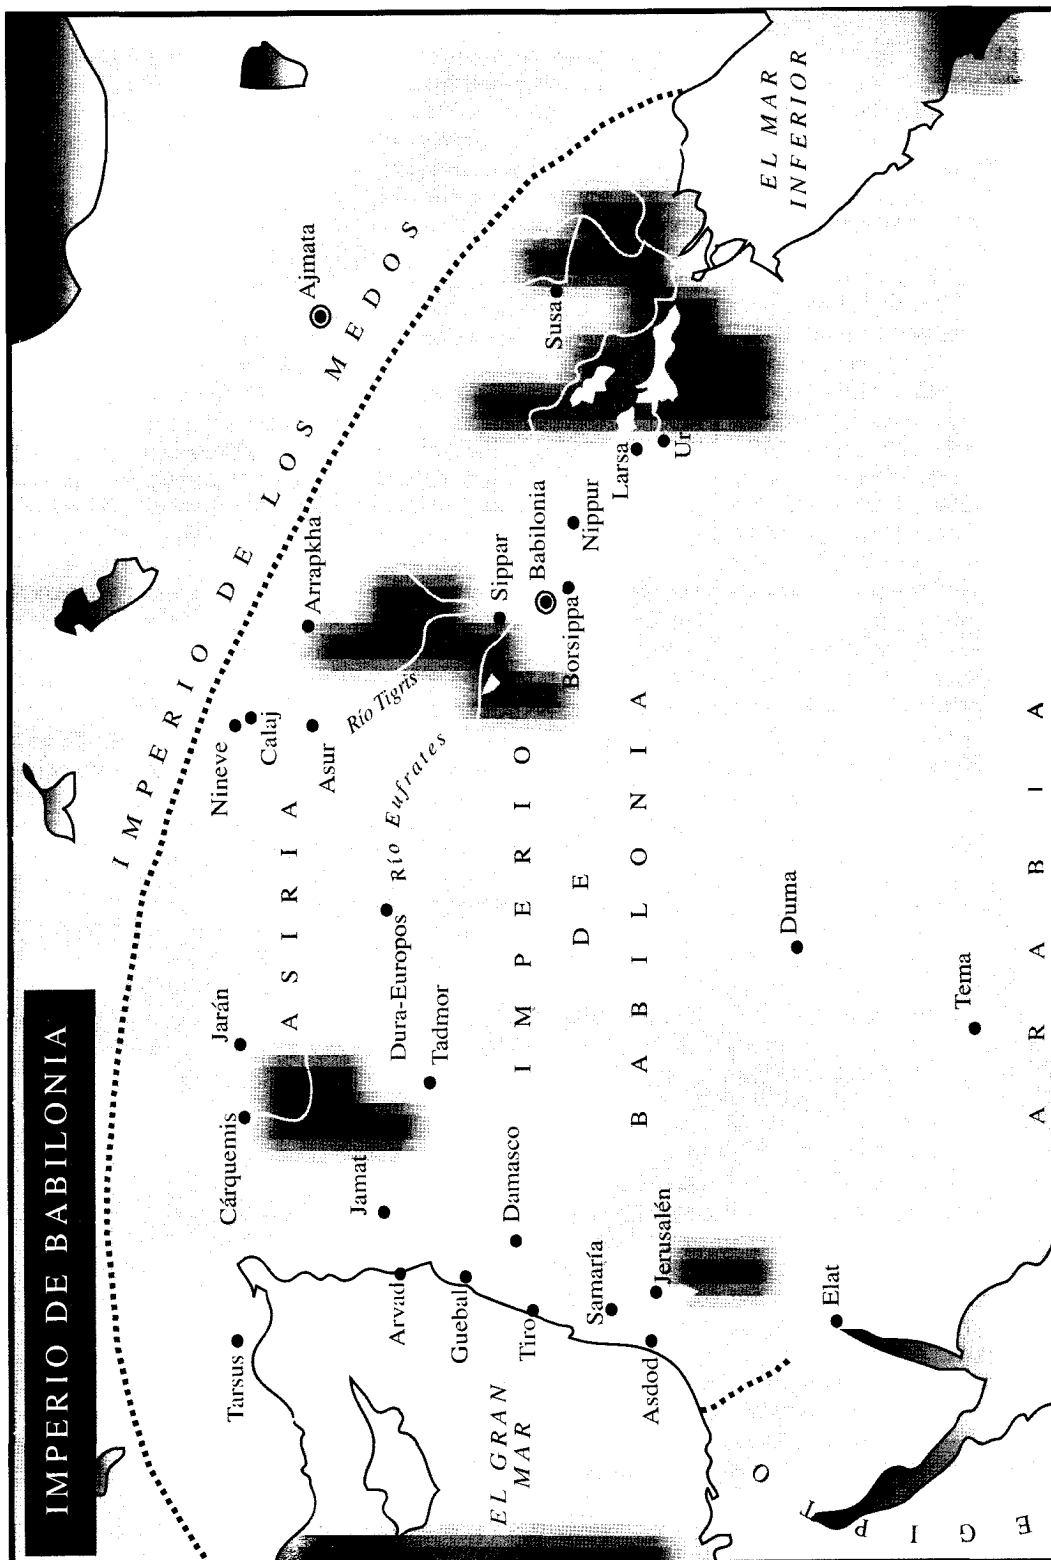 IMPERIO DE BABILONIA
IMPERIO DE LOS MEDOS
Tarsus
Cárquemis
Jarán
Nineve
Calaj
Arrapkha
Ajmata
ASIRIA
Asur
Río Tigris
Jamat
Arvad
Dura-Europos
Río Eufrates
Tadmor
Guebal
Sippar
Susa
EL GRAN
MAR
Damasco
Tiro
IMPERIO
DE
BABILONIA
Babilonia
Borsippa
Nippur
Larsa
Ur
EL MAR
INFERIOR
Samaría
Jerusalén
Asdod
Duma
Elat
Tema
EGIPTO
ARABIA